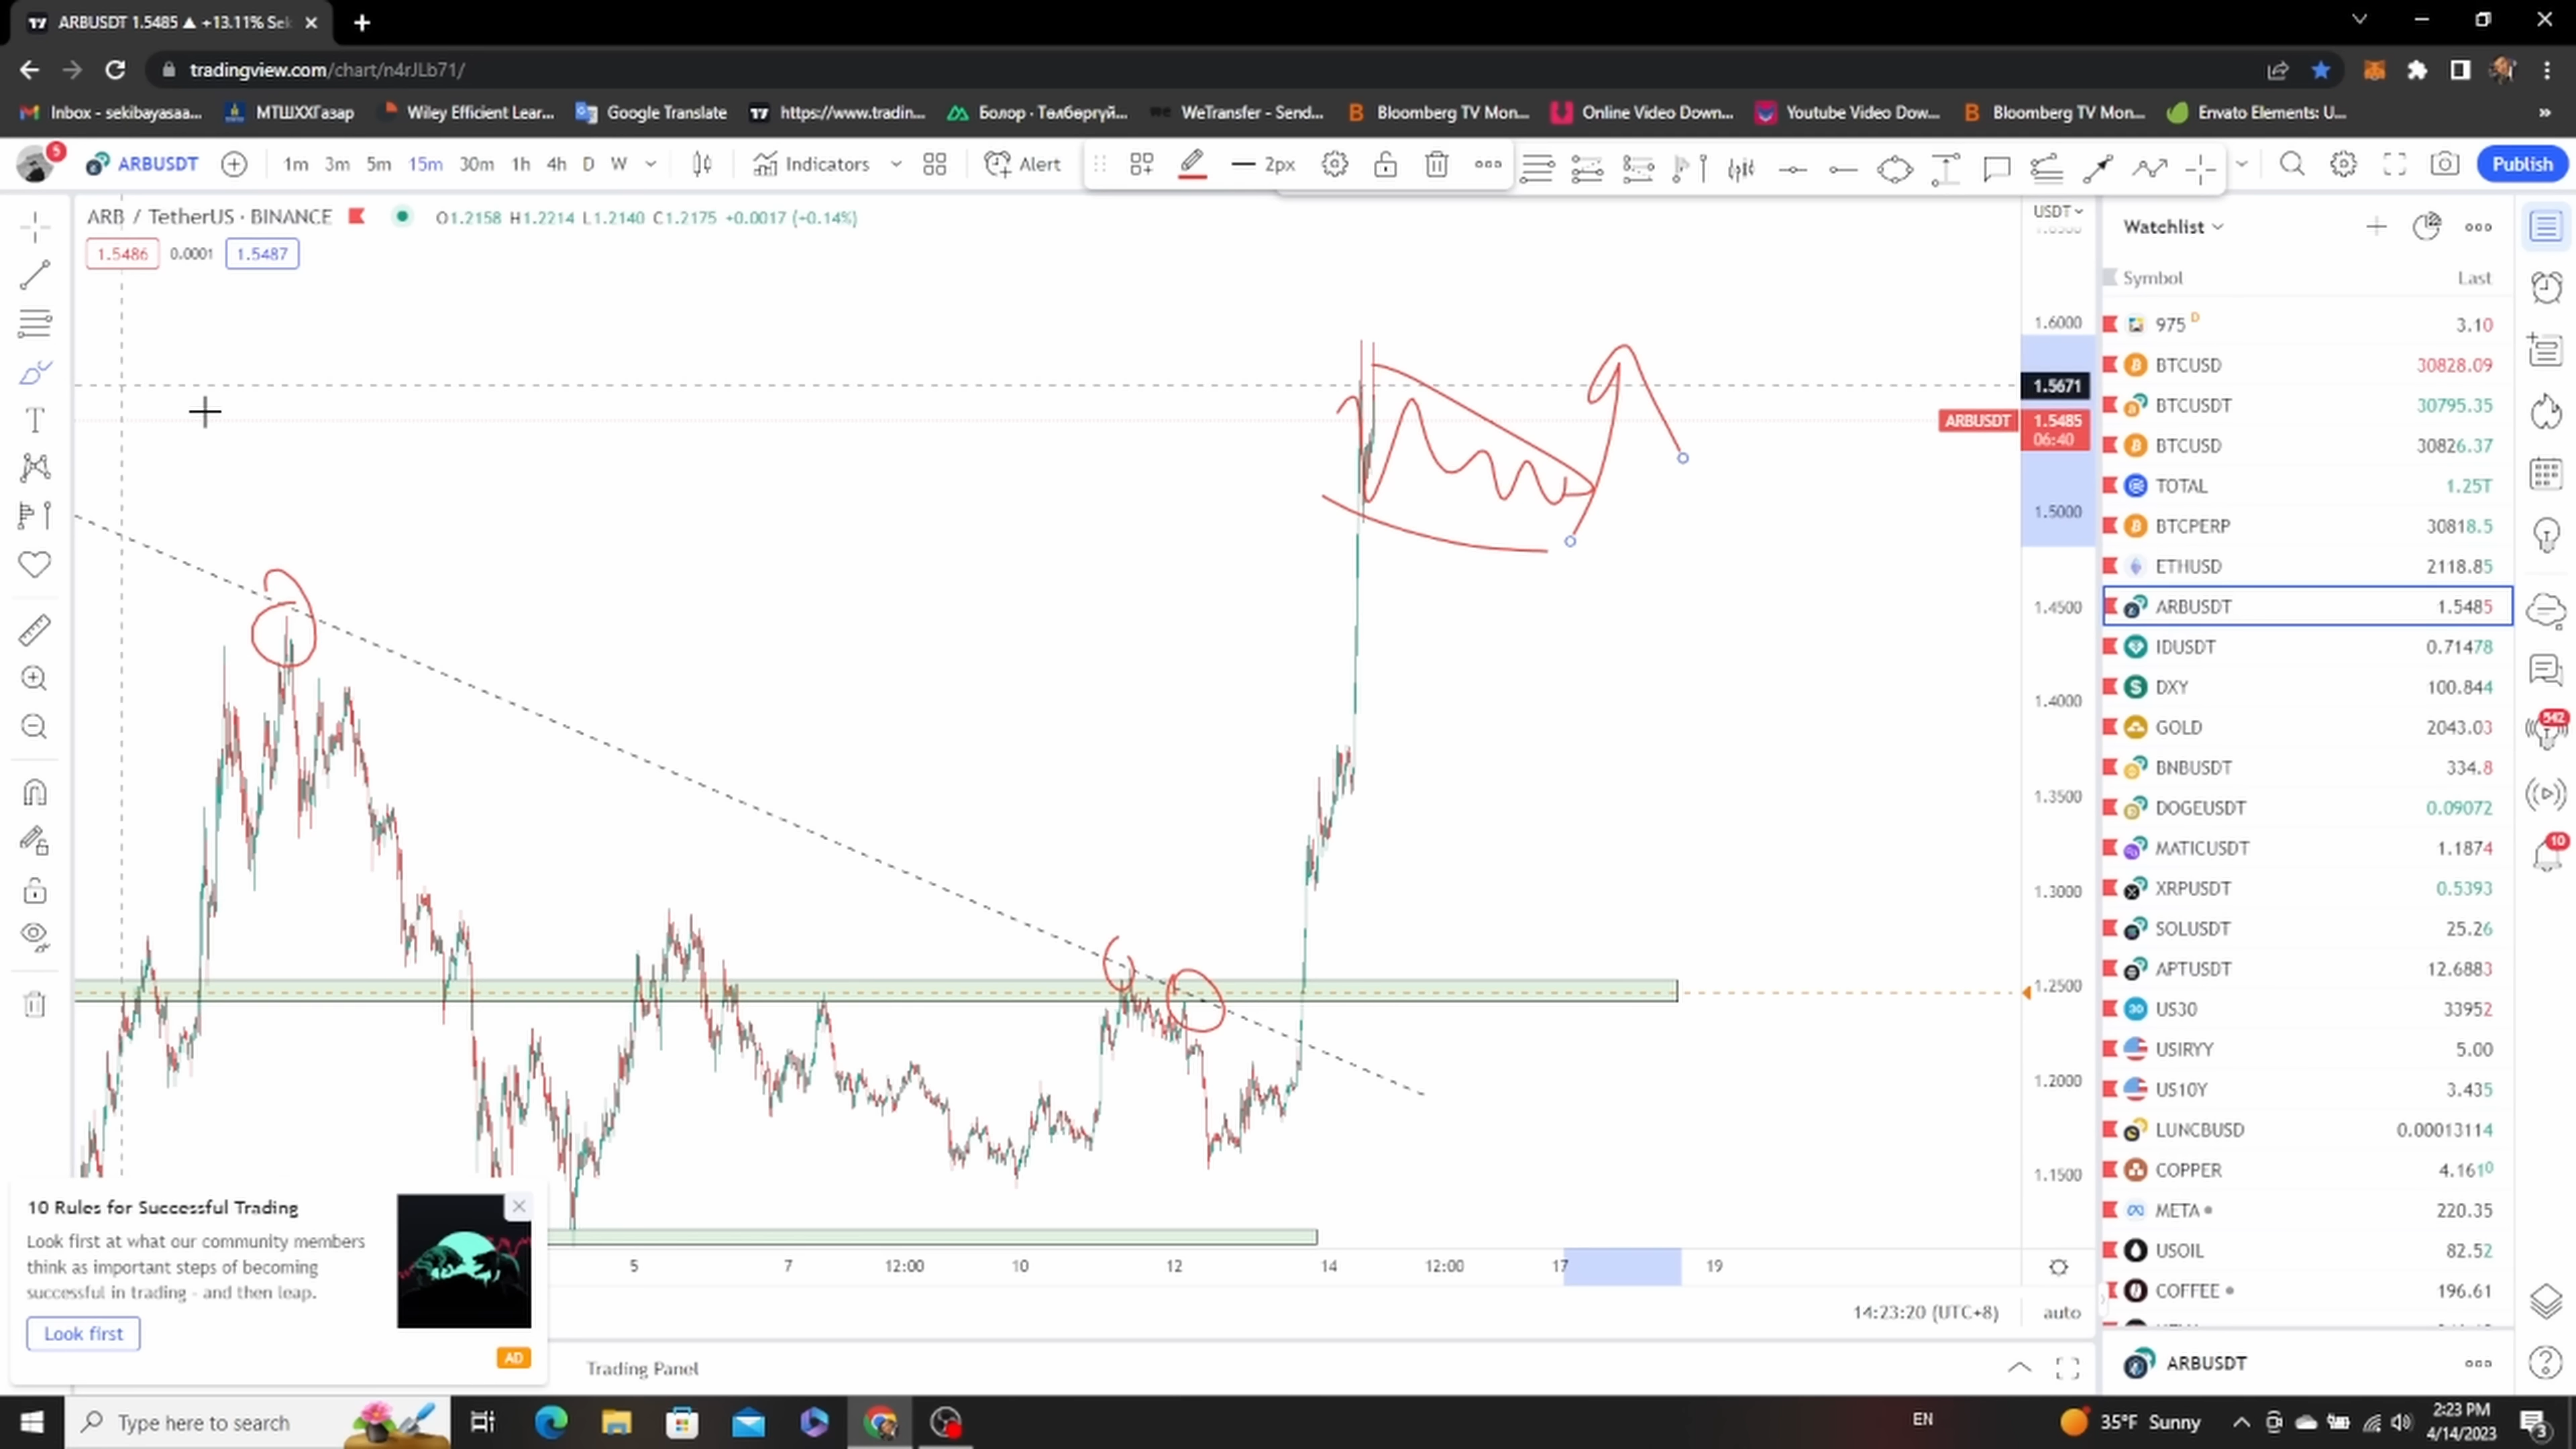 ARBUSDT 1.5485 ▲ +13.11% Sek
tradingview.com/chart/n4rJLb71/
Inbox - sekibayasaa... МТШХХГазар Wiley Efficient Lear... Google Translate https://www.tradin... Болор · Төлбөргүй... WeTransfer - Send... Bloomberg TV Mon... Online Video Down... Youtube Video Dow... Bloomberg TV Mon... Envato Elements: U... »
5 ARBUSDT 1m 3m 5m 15m 30m 1h 4h D W Indicators Alert 2px Publish
ARB / TetherUS · BINANCE O1.2158 H1.2214 L1.2140 C1.2175 +0.0017 (+0.14%)
1.5486 0.0001 1.5487
USDT
1.6000
1.5671
ARBUSDT 1.5485
06:40
1.5000
1.4500
1.4000
1.3500
1.3000
1.2500
1.2000
1.1500
5 7 12:00 10 12 14 12:00 17 19
14:23:20 (UTC+8) auto
Trading Panel
10 Rules for Successful Trading
Look first at what our community members
think as important steps of becoming
successful in trading - and then leap.
Look first
AD
Watchlist
Symbol Last
975 D 3.10
BTCUSD 30828.09
BTCUSDT 30795.35
BTCUSD 30826.37
TOTAL 1.25T
BTCPERP 30818.5
ETHUSD 2118.85
ARBUSDT 1.5485
IDUSDT 0.71478
DXY 100.844
GOLD 2043.03
BNBUSDT 334.8
DOGEUSDT 0.09072
MATICUSDT 1.1874
XRPUSDT 0.5393
SOLUSDT 25.26
APTUSDT 12.6883
US30 33952
USIRYY 5.00
US10Y 3.435
LUNCBUSD 0.00013114
COPPER 4.1610
META 220.35
USOIL 82.52
COFFEE 196.61
ARBUSDT
542
10
Type here to search
EN
35°F Sunny
2:23 PM
4/14/2023
3